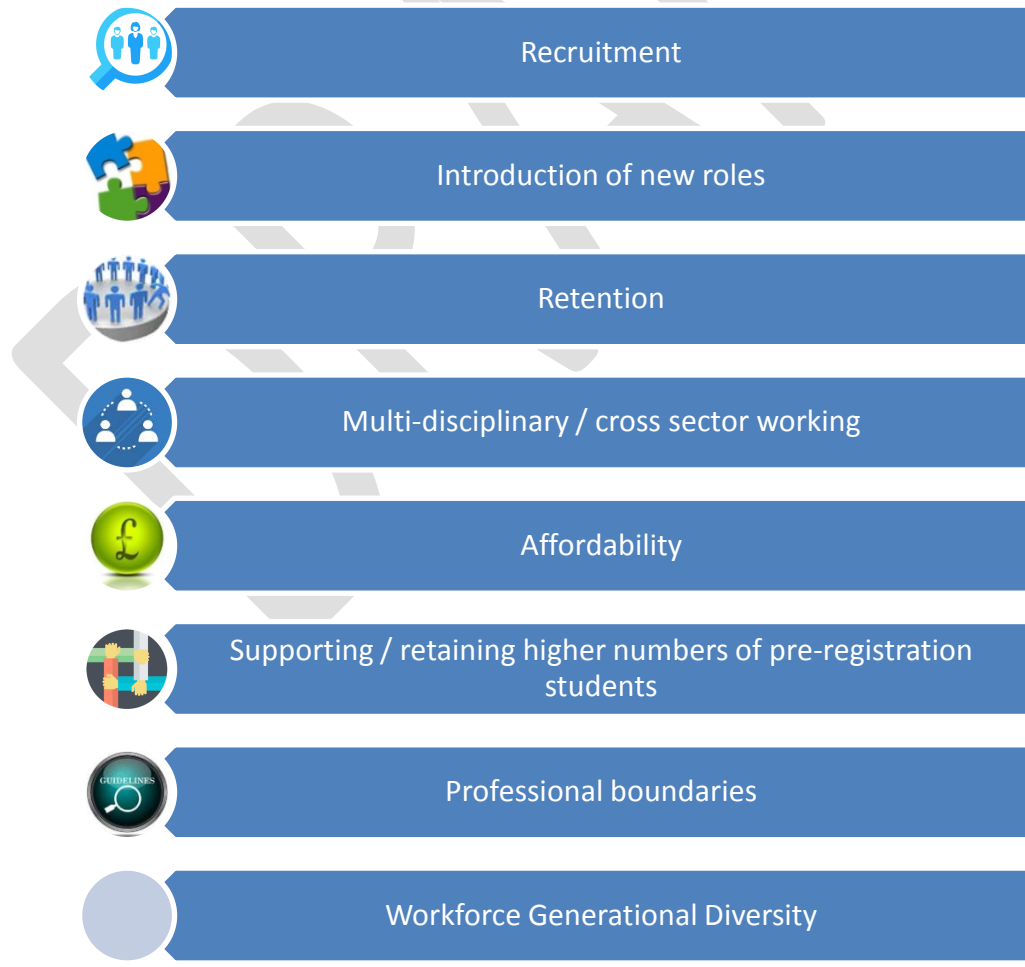 Recruitment
Introduction of new roles
Retention
Multi-disciplinary / cross sector working
£
Affordability
Supporting / retaining higher numbers of pre-registration
students
GUIDELINES
Professional boundaries
Workforce Generational Diversity